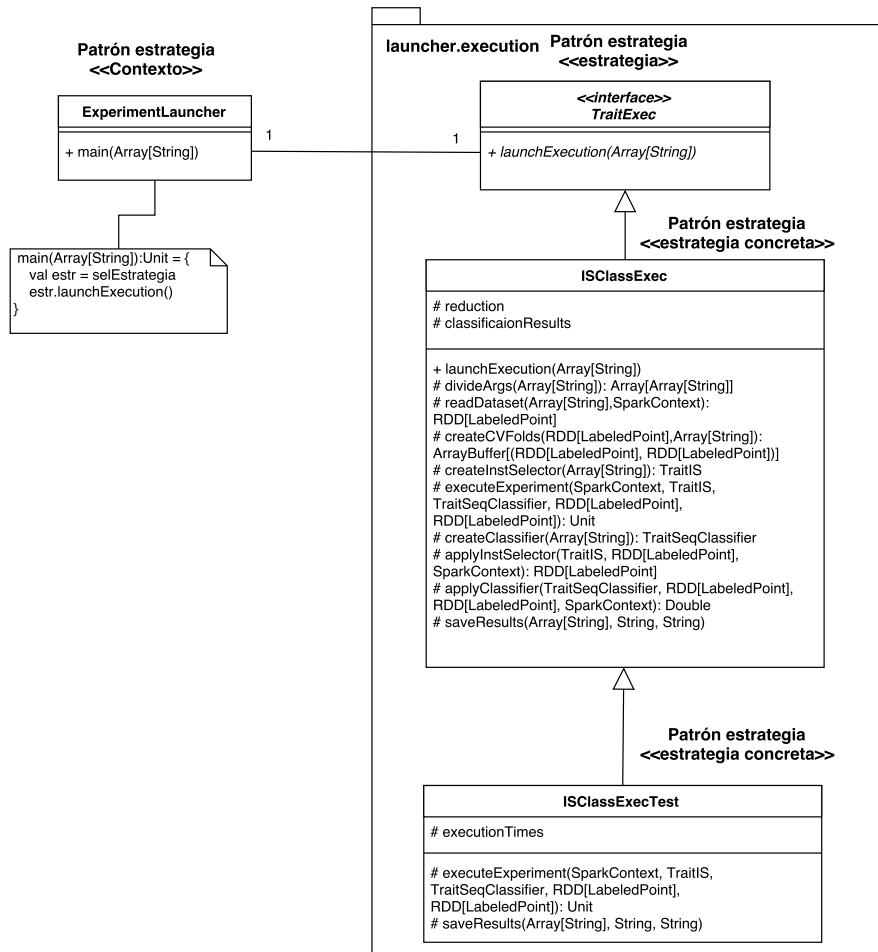 Patrón estrategia
<<Contexto>>
ExperimentLauncher
+ main(Array[String])
1
1
main(Array[String]):Unit = {
val estr = selEstrategia
estr.launchExecution()
}
launcher.execution
Patrón estrategia
<<estrategia>>
<<interface>>
TraitExec
+ launchExecution(Array[String])
Patrón estrategia
<<estrategia concreta>>
ISClassExec
# reduction
# classificaionResults
+ launchExecution(Array[String])
# divideArgs(Array[String]): Array[Array[String]]
# readDataset(Array[String],SparkContext):
RDD[LabeledPoint]
# createCVFolds(RDD[LabeledPoint],Array[String]):
ArrayBuffer[(RDD[LabeledPoint], RDD[LabeledPoint])]
# createInstSelector(Array[String]): TraitIS
# executeExperiment(SparkContext, TraitIS,
TraitSeqClassifier, RDD[LabeledPoint],
RDD[LabeledPoint]): Unit
# createClassifier(Array[String]): TraitSeqClassifier
# applyInstSelector(TraitIS, RDD[LabeledPoint],
SparkContext): RDD[LabeledPoint]
# applyClassifier(TraitSeqClassifier, RDD[LabeledPoint],
RDD[LabeledPoint], SparkContext): Double
# saveResults(Array[String], String, String)
Patrón estrategia
<<estrategia concreta>>
ISClassExecTest
# executionTimes
# executeExperiment(SparkContext, TraitIS,
TraitSeqClassifier, RDD[LabeledPoint],
RDD[LabeledPoint]): Unit
# saveResults(Array[String], String, String)